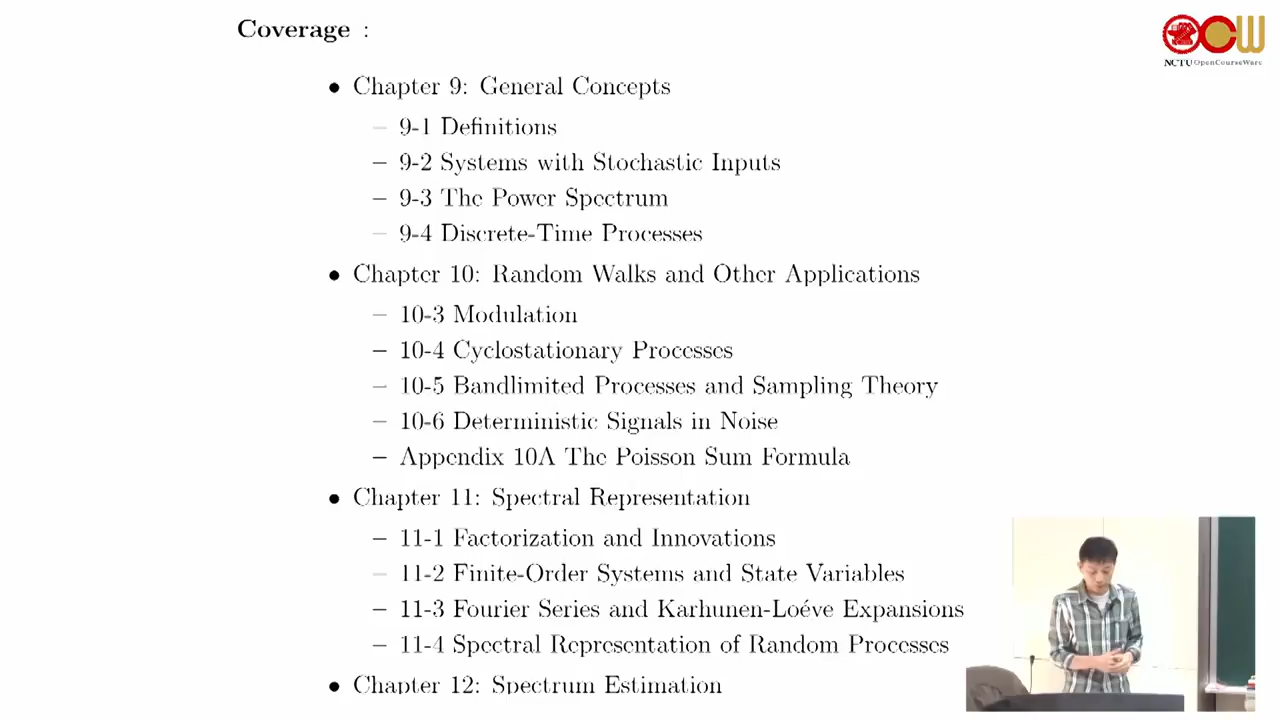 Coverage :
• Chapter 9: General Concepts
– 9-1 Definitions
– 9-2 Systems with Stochastic Inputs
– 9-3 The Power Spectrum
– 9-4 Discrete-Time Processes
• Chapter 10: Random Walks and Other Applications
– 10-3 Modulation
– 10-4 Cyclostationary Processes
– 10-5 Bandlimited Processes and Sampling Theory
– 10-6 Deterministic Signals in Noise
– Appendix 10A The Poisson Sum Formula
• Chapter 11: Spectral Representation
– 11-1 Factorization and Innovations
– 11-2 Finite-Order Systems and State Variables
– 11-3 Fourier Series and Karhunen-Loéve Expansions
– 11-4 Spectral Representation of Random Processes
• Chapter 12: Spectrum Estimation
OCW
NCTU OpenCourseWare